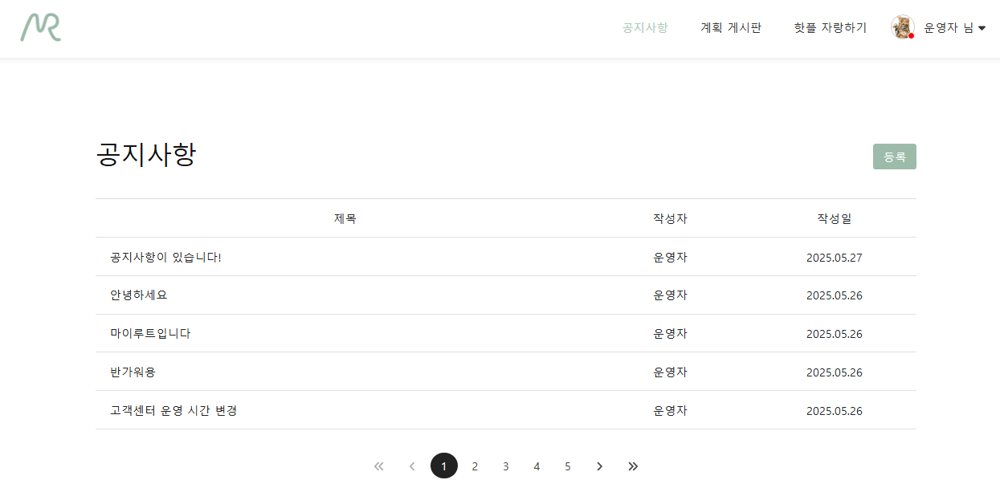 MR
공지사항 계획 게시판 핫플 자랑하기 운영자 님
공지사항
등록
제목 작성자 작성일
공지사항이 있습니다! 운영자 2025.05.27
안녕하세요 운영자 2025.05.26
마이루트입니다 운영자 2025.05.26
반가워용 운영자 2025.05.26
고객센터 운영 시간 변경 운영자 2025.05.26
« ‹ 1 2 3 4 5 › »